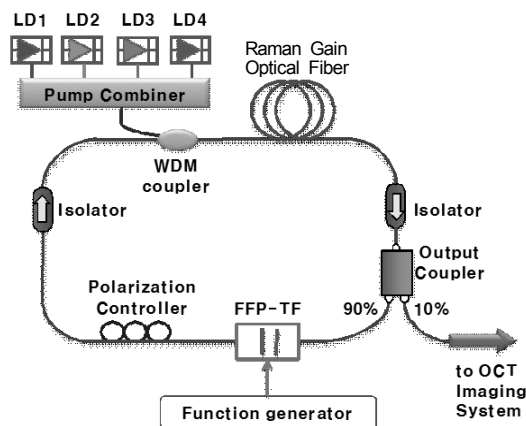 LD1 LD2 LD3 LD4
Raman Gain
Optical Fiber
Pump Combiner
WDM
coupler
Isolator
Isolator
Output
Coupler
Polarization
Controller
FFP-TF
90% 10%
to OCT
Imaging
System
Function generator